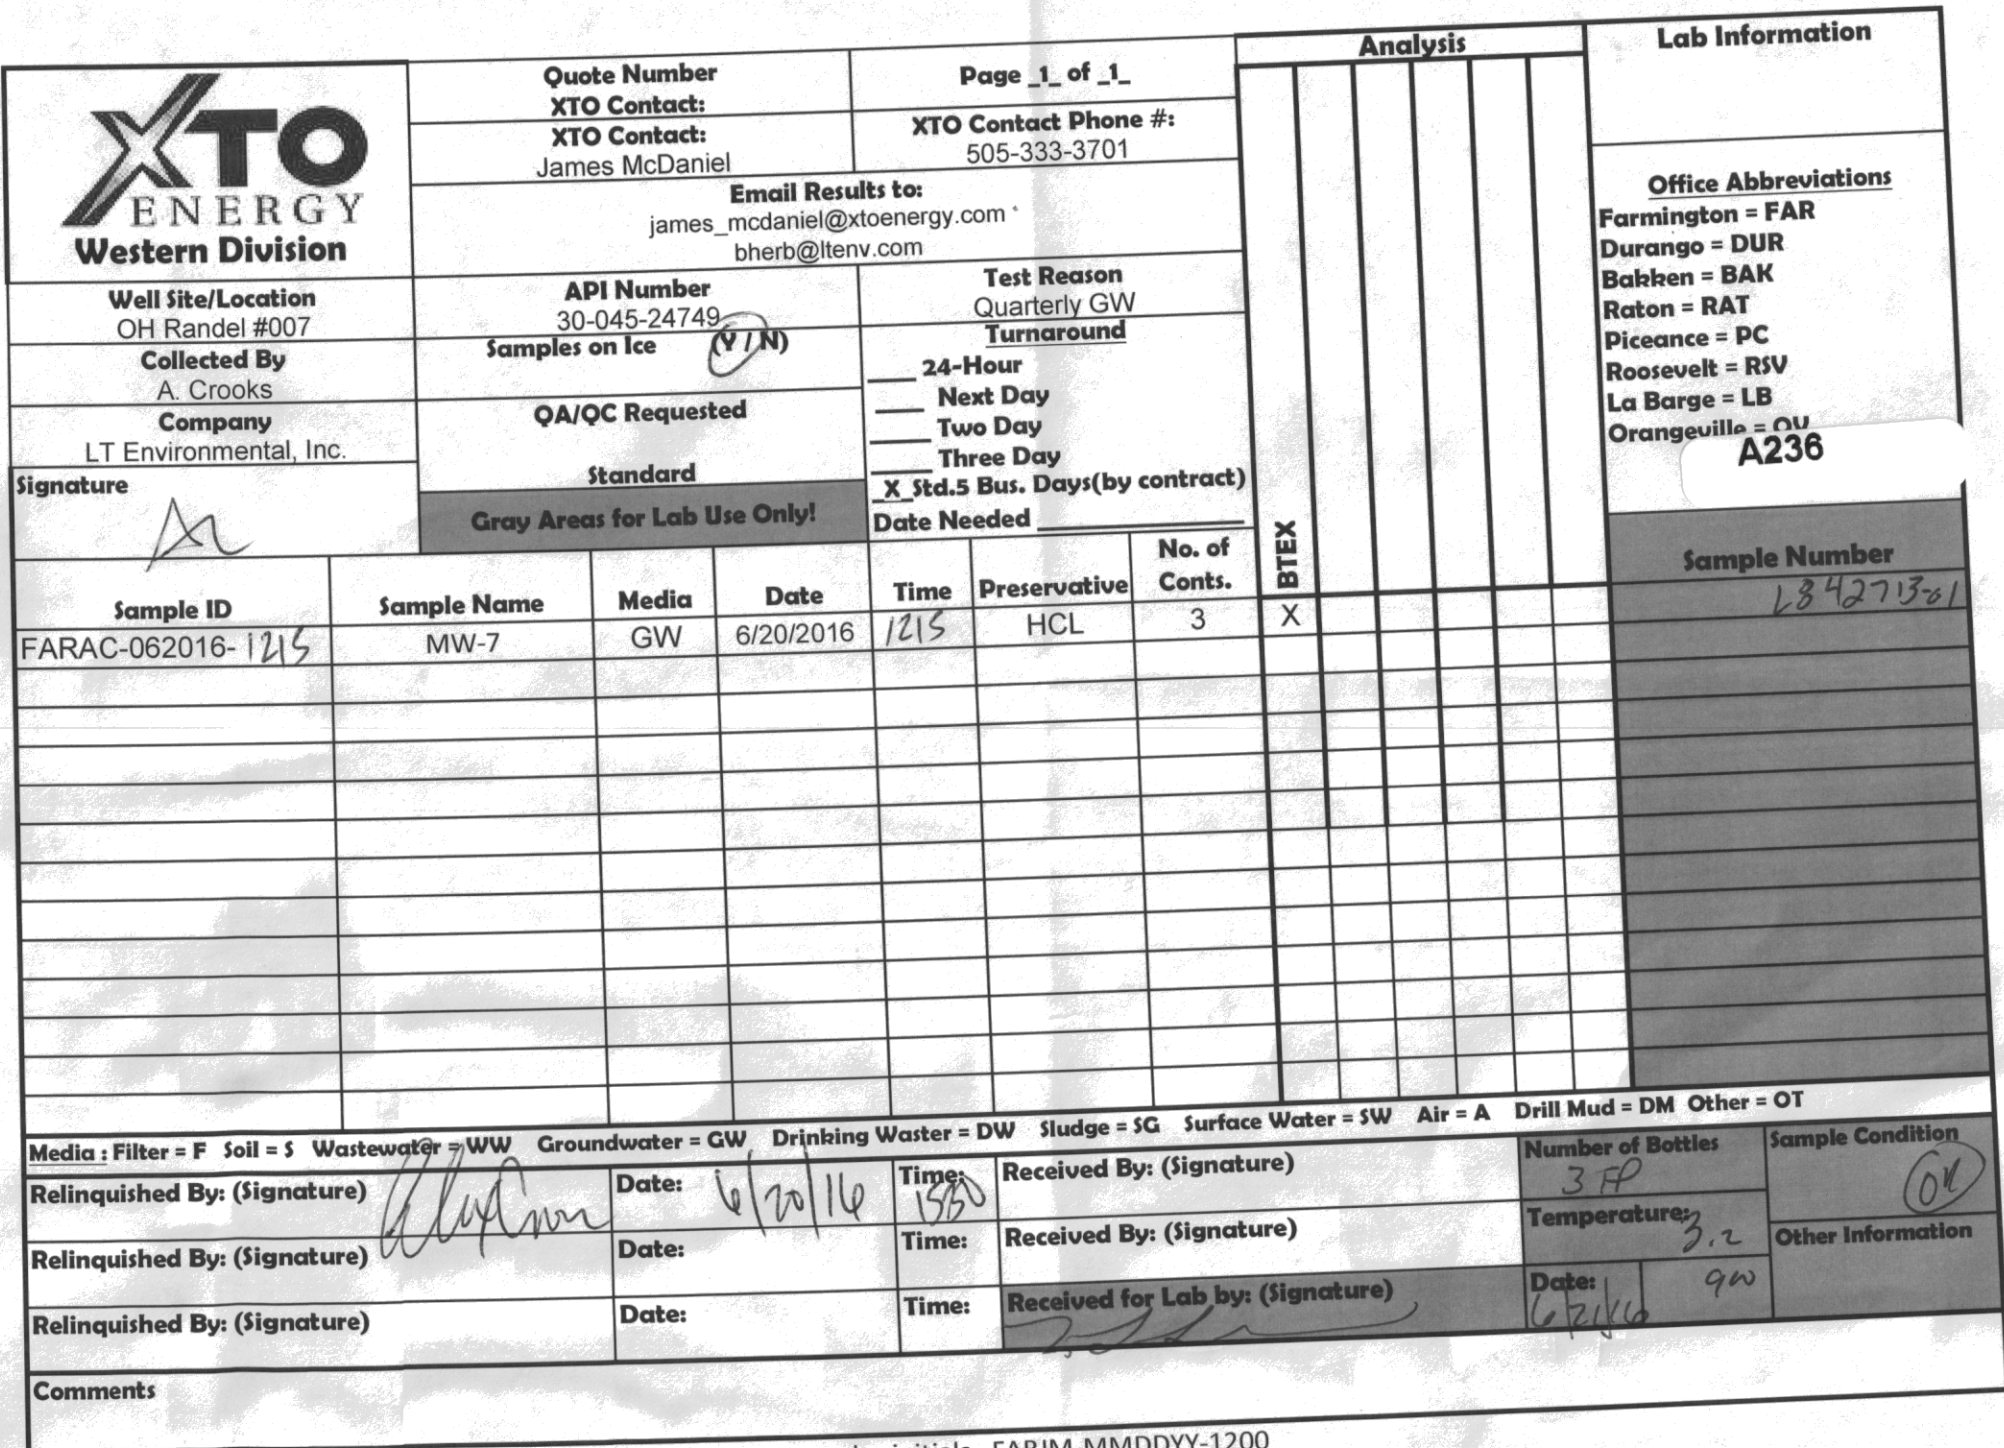 XTO
ENERGY
Western Division
Quote Number
XTO Contact:
Page _1_ of _1_
XTO Contact:
James McDaniel
XTO Contact Phone #:
505-333-3701
Email Results to:
james_mcdaniel@xtoenergy.com
bherb@ltenv.com
Analysis
Lab Information
Office Abbreviations
Farmington = FAR
Durango = DUR
Bakken = BAK
Raton = RAT
Piceance = PC
Roosevelt = RSV
La Barge = LB
Orangeville = OV
A236
Well Site/Location
OH Randel #007
API Number
30-045-24749
Test Reason
Quarterly GW
Collected By
A. Crooks
Samples on Ice (Y / N)
Turnaround
___ 24-Hour
___ Next Day
___ Two Day
___ Three Day
_X_Std.5 Bus. Days(by contract)
Date Needed
Company
LT Environmental, Inc.
QA/QC Requested
Standard
Signature
Gray Areas for Lab Use Only!
BTEX
Sample ID Sample Name Media Date Time Preservative No. of Conts. Sample Number
FARAC-062016-1215 MW-7 GW 6/20/2016 1215 HCL 3 X L842713-01
Media : Filter = F Soil = S Wastewater = WW Groundwater = GW Drinking Waster = DW Sludge = SG Surface Water = SW Air = A Drill Mud = DM Other = OT
Relinquished By: (Signature) Date: 6/20/16 Time: 1530 Received By: (Signature)
Number of Bottles
3 FP
Sample Condition
OK
Relinquished By: (Signature) Date: Time: Received By: (Signature)
Temperature: 3.2
Other Information
Relinquished By: (Signature) Date: Time: Received for Lab by: (Signature)
Date: 6/21/16 900
Comments
FARJM-MMDDYY-1200